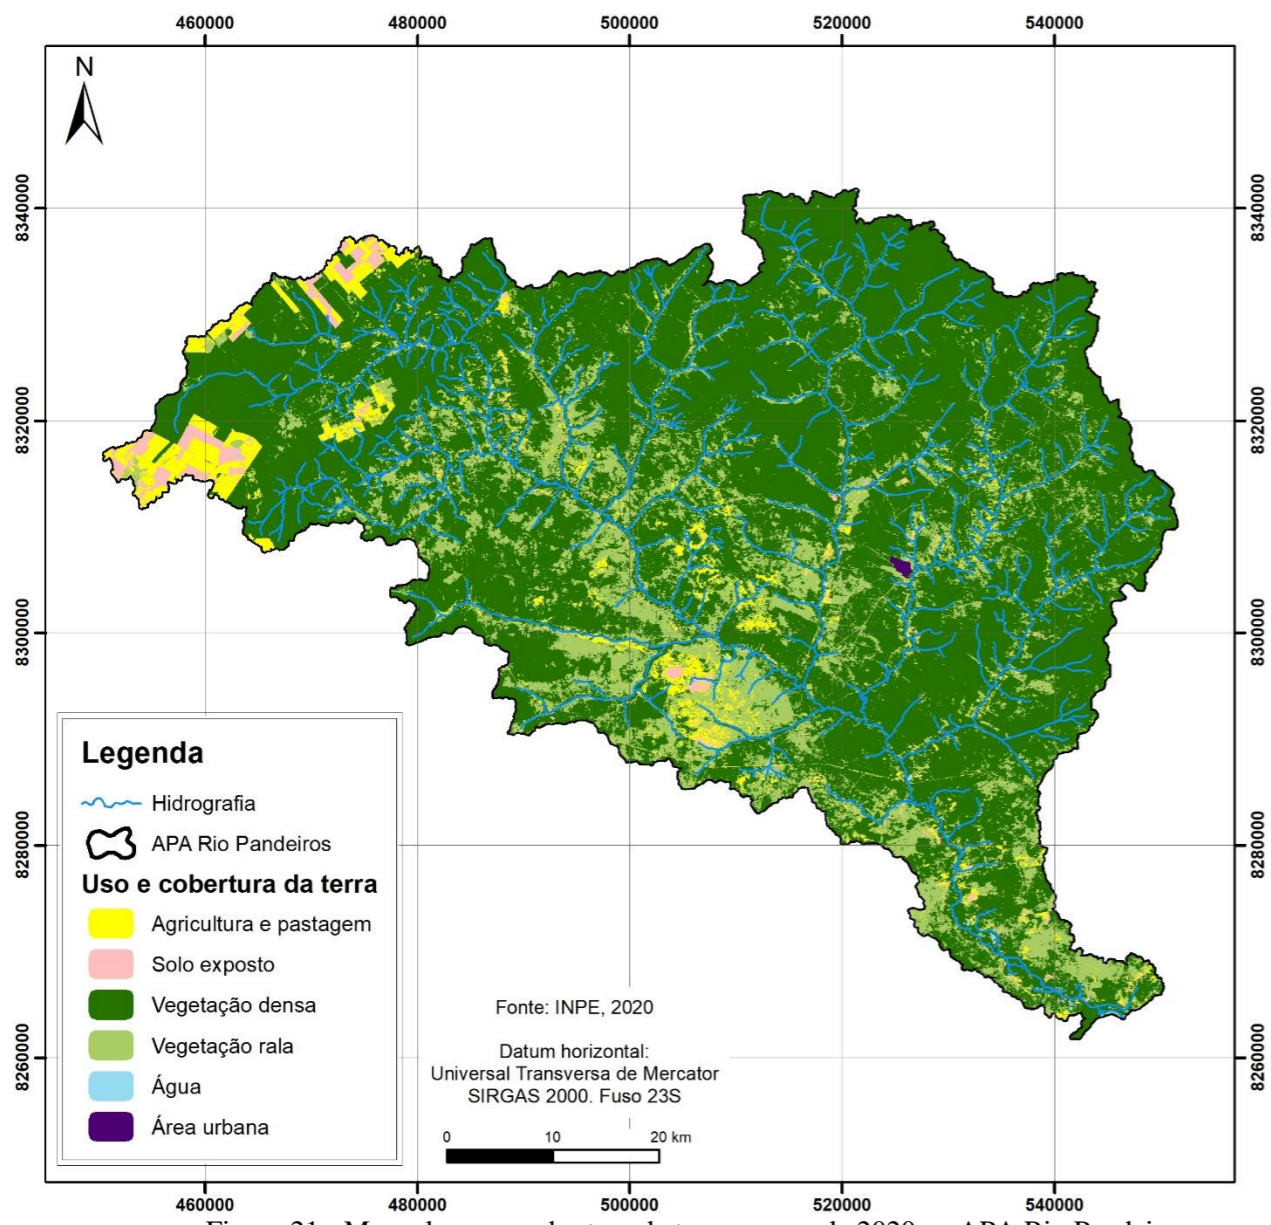 460000 480000 500000 520000 540000
N
8340000 8340000
8320000 8320000
8300000 8300000
8280000 8280000
8260000 8260000
Legenda
Hidrografia
APA Rio Pandeiros
Uso e cobertura da terra
Agricultura e pastagem
Solo exposto
Vegetação densa
Vegetação rala
Água
Área urbana
Fonte: INPE, 2020
Datum horizontal:
Universal Transversa de Mercator
SIRGAS 2000. Fuso 23S
0 10 20 km
460000 480000 500000 520000 540000